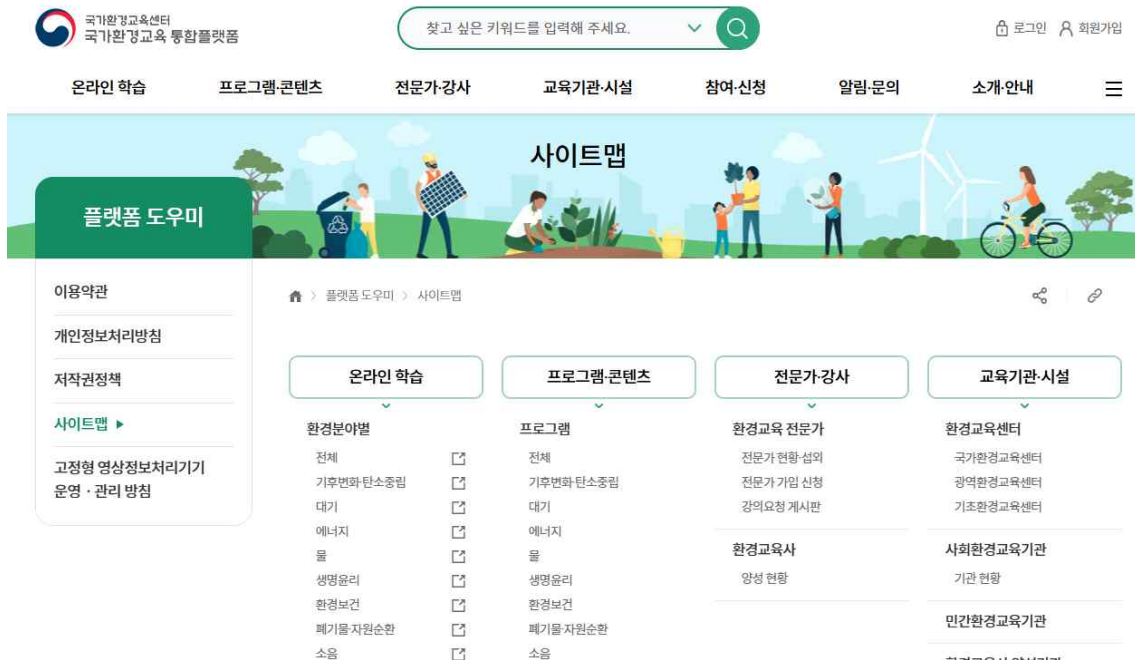 국가환경교육센터
국가환경교육 통합플랫폼
찾고 싶은 키워드를 입력해 주세요.
로그인 회원가입
온라인 학습 프로그램·콘텐츠 전문가·강사 교육기관·시설 참여·신청 알림·문의 소개·안내
사이트맵
플랫폼 도우미
이용약관
개인정보처리방침
저작권정책
사이트맵 ▶
고정형 영상정보처리기기
운영 · 관리 방침
플랫폼 도우미 > 사이트맵
온라인 학습
환경분야별
전체
기후변화·탄소중립
대기
에너지
물
생명윤리
환경보건
폐기물·자원순환
소음
프로그램·콘텐츠
프로그램
전체
기후변화·탄소중립
대기
에너지
물
생명윤리
환경보건
폐기물·자원순환
소음
전문가·강사
환경교육 전문가
전문가 현황·섭외
전문가 가입 신청
강의요청 게시판
환경교육사
양성 현황
교육기관·시설
환경교육센터
국가환경교육센터
광역환경교육센터
기초환경교육센터
사회환경교육기관
기관 현황
민간환경교육기관